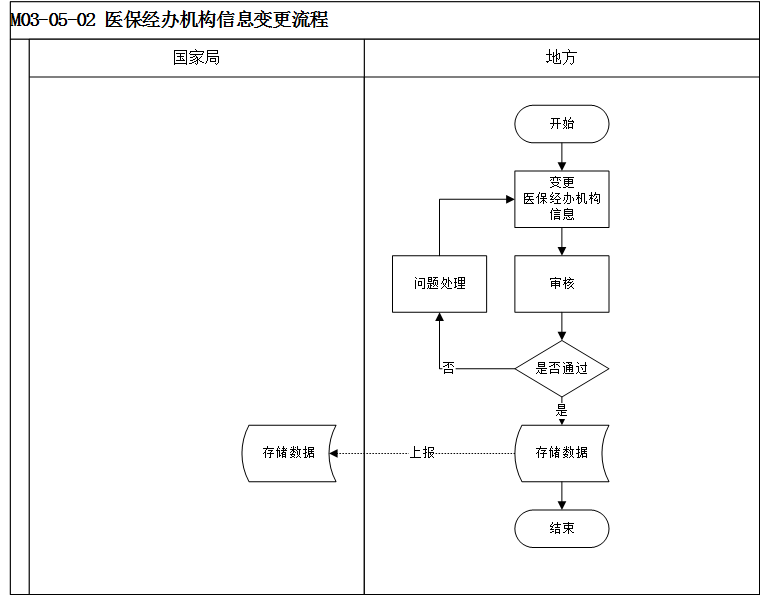 M03-05-02 医保经办机构信息变更流程
国家局
地方
开始
变更
医保经办机构
信息
问题处理
审核
是否通过
否
是
存储数据
上报
存储数据
结束